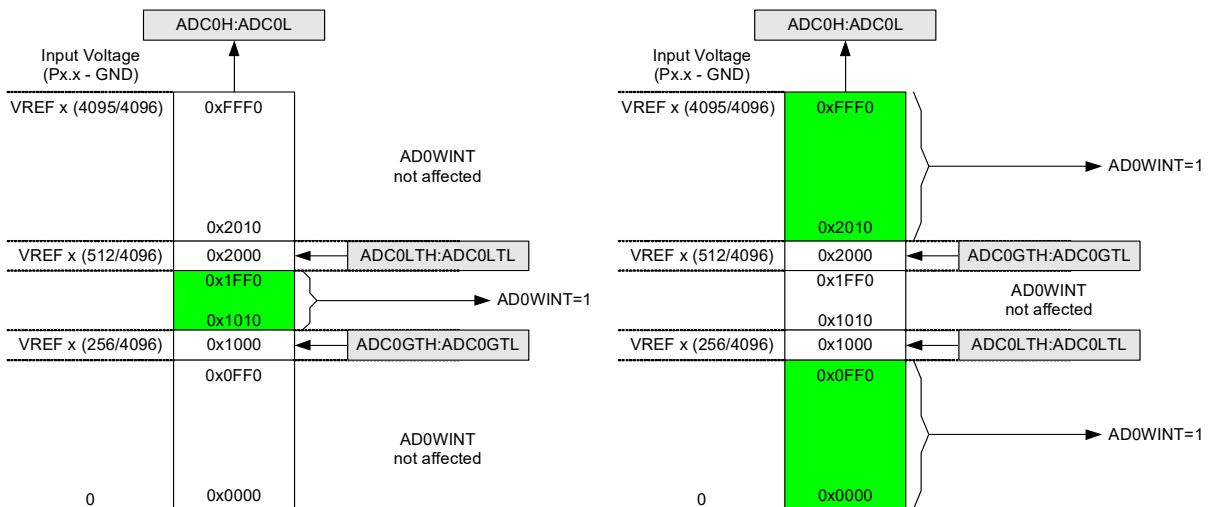 ADC0H:ADC0L
Input Voltage
(Px.x - GND)
VREF x (4095/4096)
0xFFF0
AD0WINT
not affected
0x2010
VREF x (512/4096)
0x2000
ADC0LTH:ADC0LTL
0x1FF0
AD0WINT=1
0x1010
VREF x (256/4096)
0x1000
ADC0GTH:ADC0GTL
0x0FF0
AD0WINT
not affected
0
0x0000
ADC0H:ADC0L
Input Voltage
(Px.x - GND)
VREF x (4095/4096)
0xFFF0
AD0WINT=1
0x2010
VREF x (512/4096)
0x2000
ADC0GTH:ADC0GTL
0x1FF0
AD0WINT
not affected
0x1010
VREF x (256/4096)
0x1000
ADC0LTH:ADC0LTL
0x0FF0
AD0WINT=1
0
0x0000